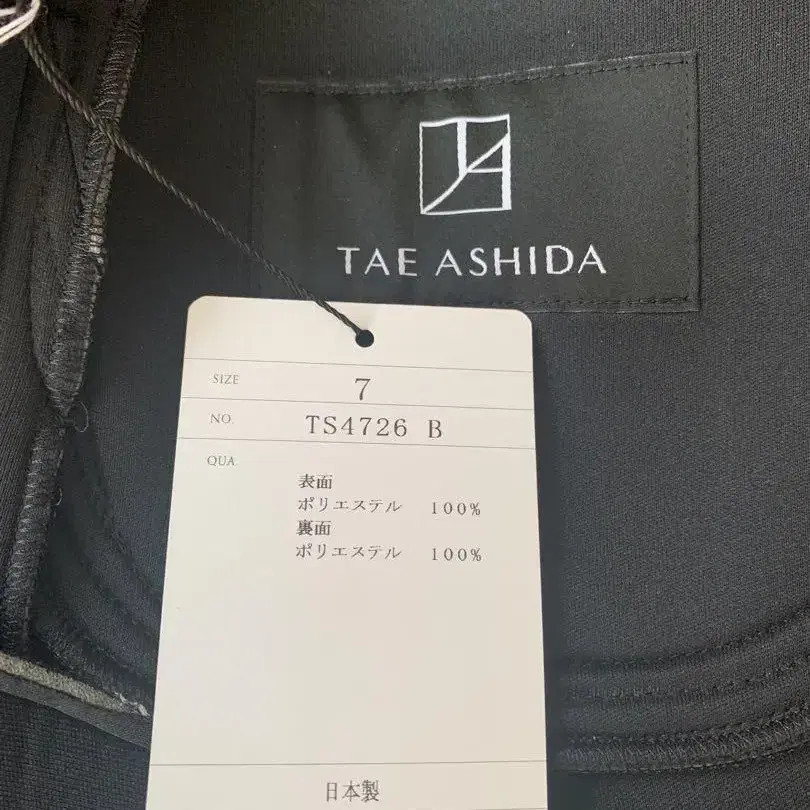 TA
TAE ASHIDA
SIZE 7
NO. TS4726 B
QUA
表面
ポリエステル 100%
裏面
ポリエステル 100%
日本製